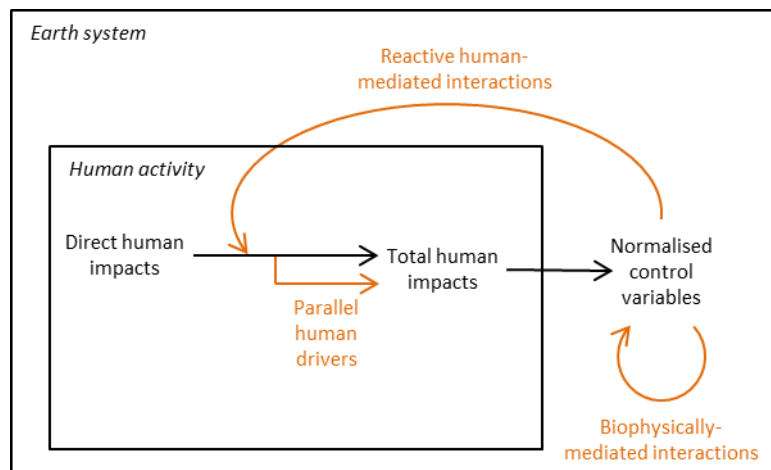 Earth system
Reactive human-
mediated interactions
Human activity
Direct human
impacts
Total human
impacts
Normalised
control
variables
Parallel
human
drivers
Biophysically-
mediated interactions